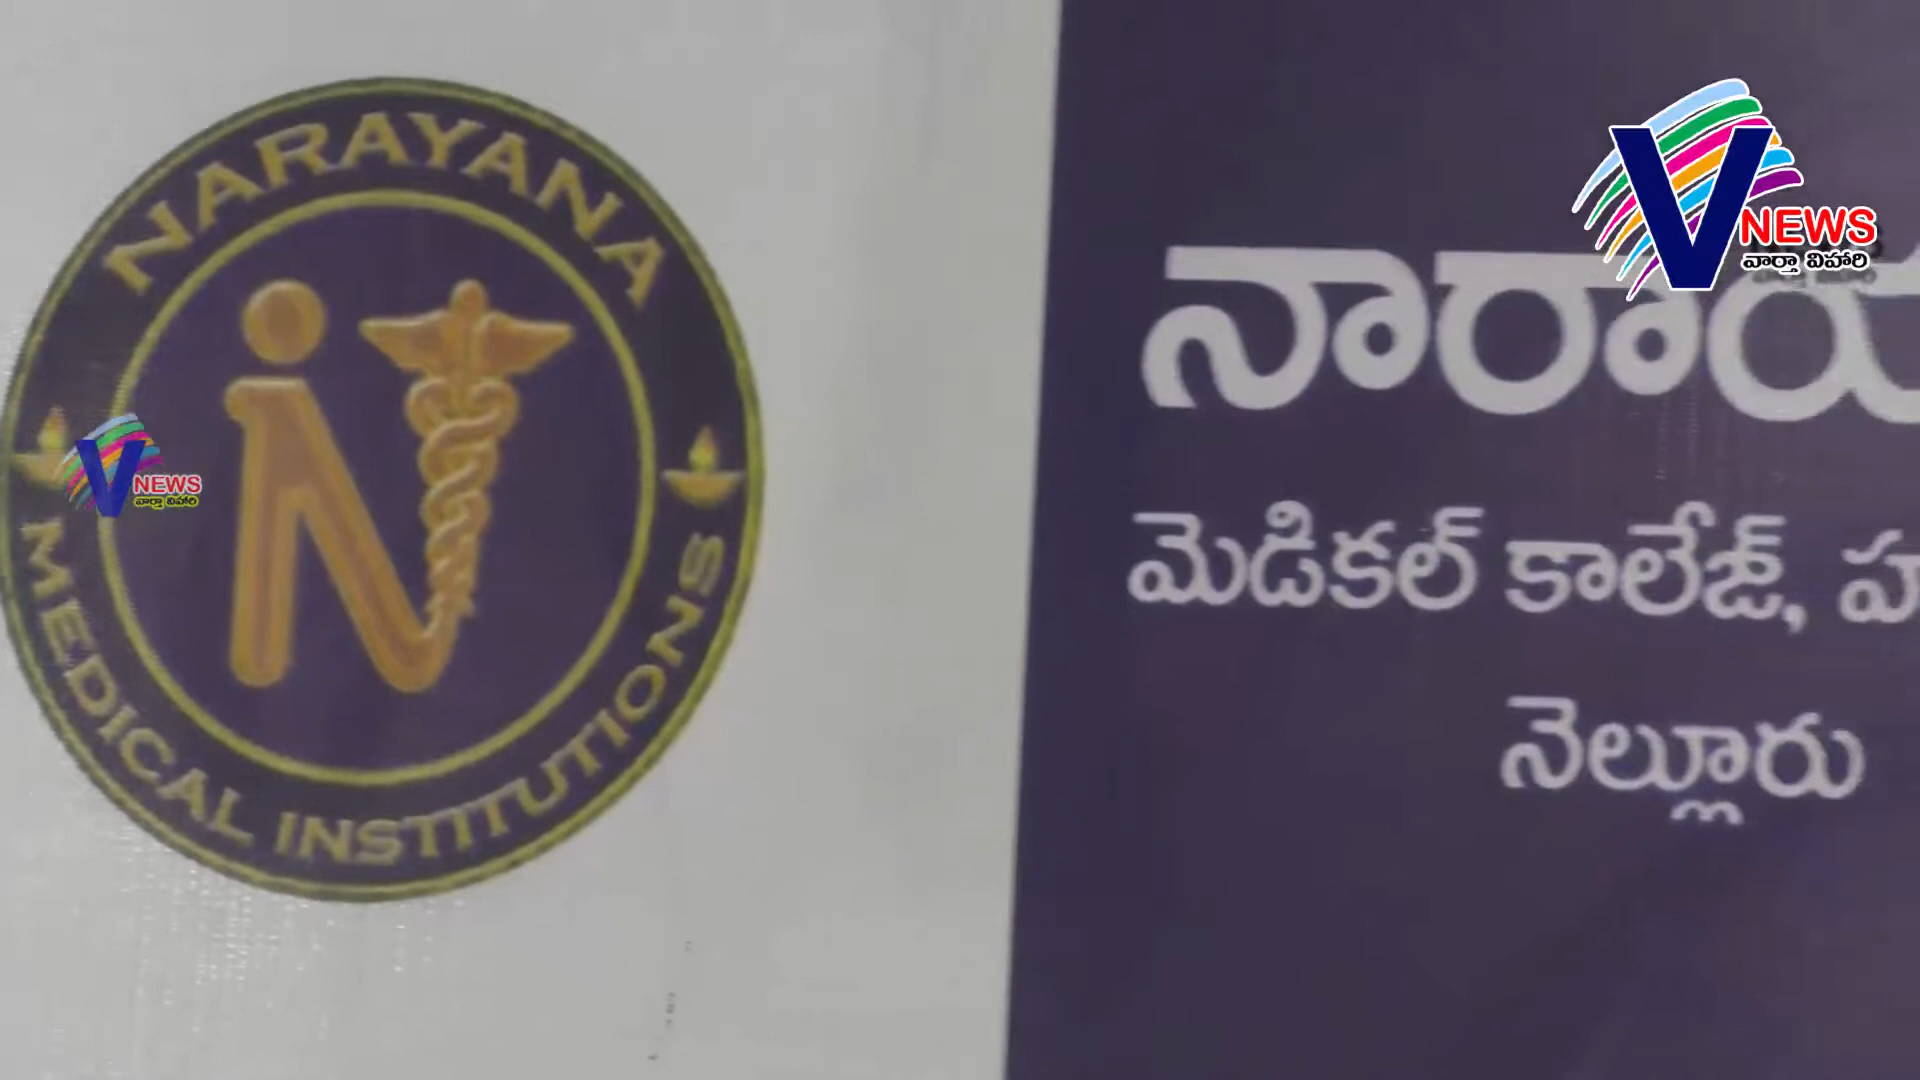 NARAYANA
MEDICAL INSTITUTIONS
V NEWS
వార్తా విహారి
మెడికల్ కాలేజ్,
నెల్లూరు
V NEWS
వార్తా విహారి